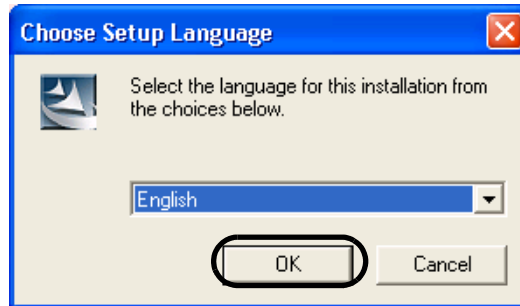 Choose Setup Language
Select the language for this installation from
the choices below.
English
OK
Cancel